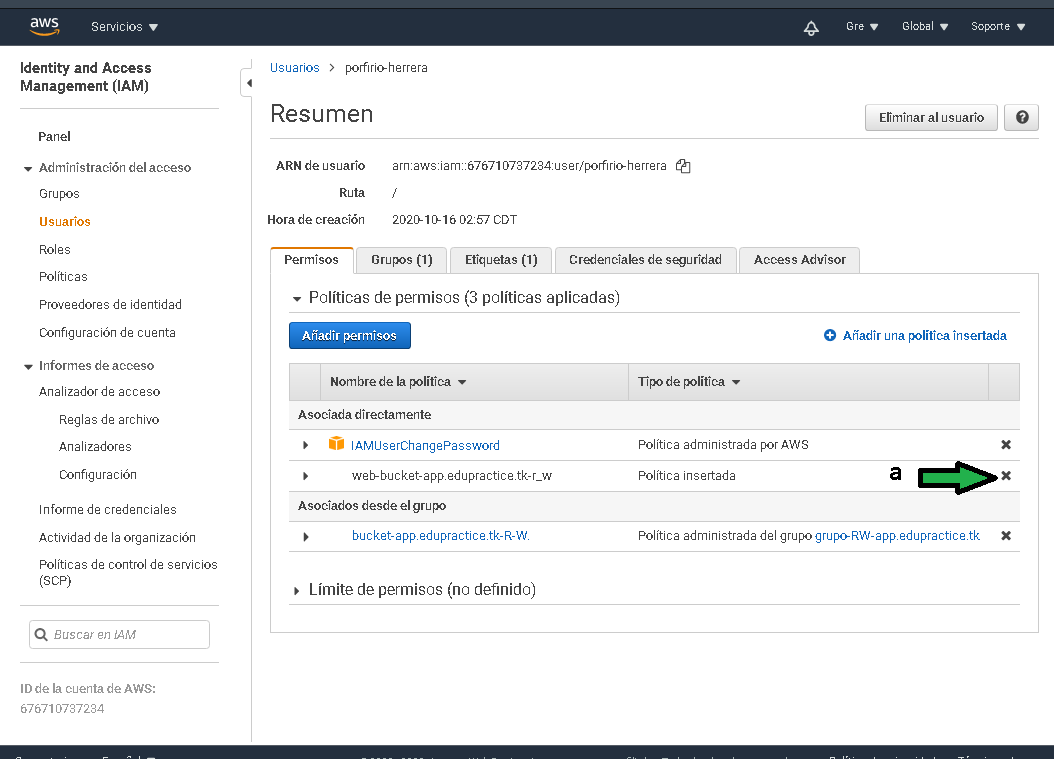 aws Servicios Gre Global Soporte
Identity and Access
Management (IAM)
Panel
Administración del acceso
Grupos
Usuarios
Roles
Políticas
Proveedores de identidad
Configuración de cuenta
Informes de acceso
Analizador de acceso
Reglas de archivo
Analizadores
Configuración
Informe de credenciales
Actividad de la organización
Políticas de control de servicios
(SCP)
Buscar en IAM
ID de la cuenta de AWS:
676710737234
Usuarios > porfirio-herrera
Resumen
Eliminar al usuario ?
ARN de usuario arn:aws:iam::676710737234:user/porfirio-herrera
Ruta /
Hora de creación 2020-10-16 02:57 CDT
Permisos Grupos (1) Etiquetas (1) Credenciales de seguridad Access Advisor
Políticas de permisos (3 políticas aplicadas)
Añadir permisos Añadir una política insertada
Nombre de la política Tipo de política
Asociada directamente
IAMUserChangePassword Política administrada por AWS
web-bucket-app.edupractice.tk-r_w Política insertada a
Asociados desde el grupo
bucket-app.edupractice.tk-R-W. Política administrada del grupo grupo-RW-app.edupractice.tk
Límite de permisos (no definido)